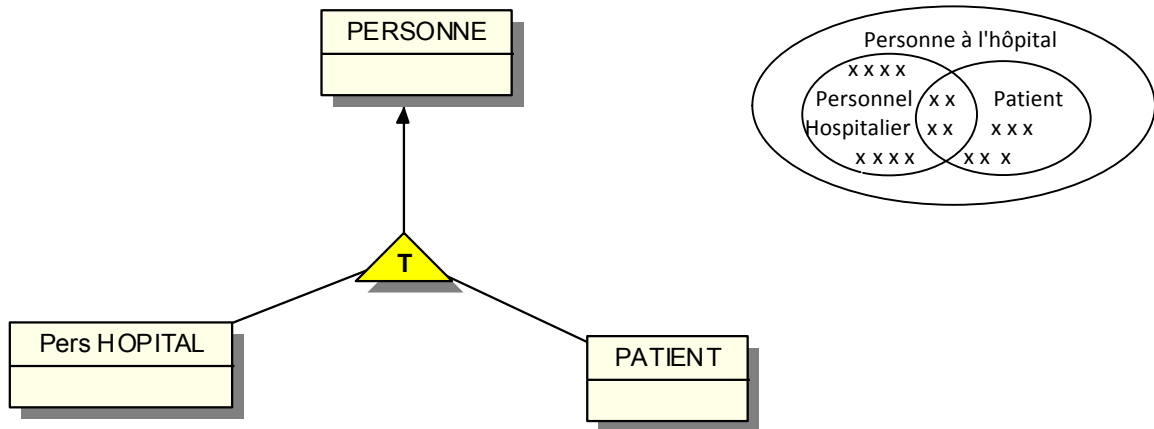 PERSONNE
T
Pers HOPITAL
PATIENT
Personne à l'hôpital
x x x x
Personnel x x Patient
Hospitalier x x x x x
x x x x x x x